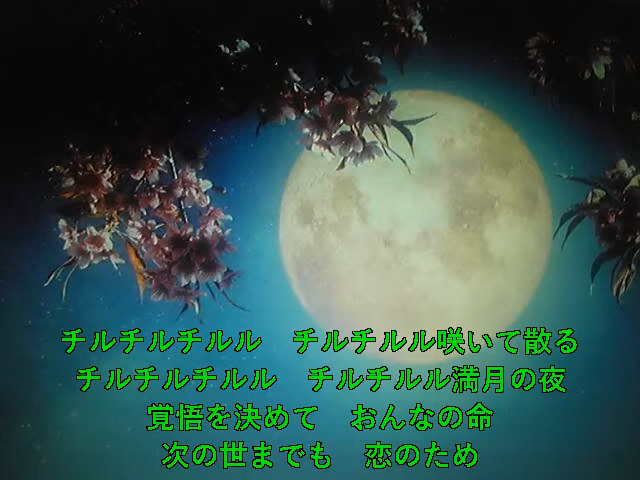 チルチルチルル　チルチルル咲いて散る
チルチルチルル　チルチルル満月の夜
覚悟を決めて　おんなの命
次の世までも　恋のため